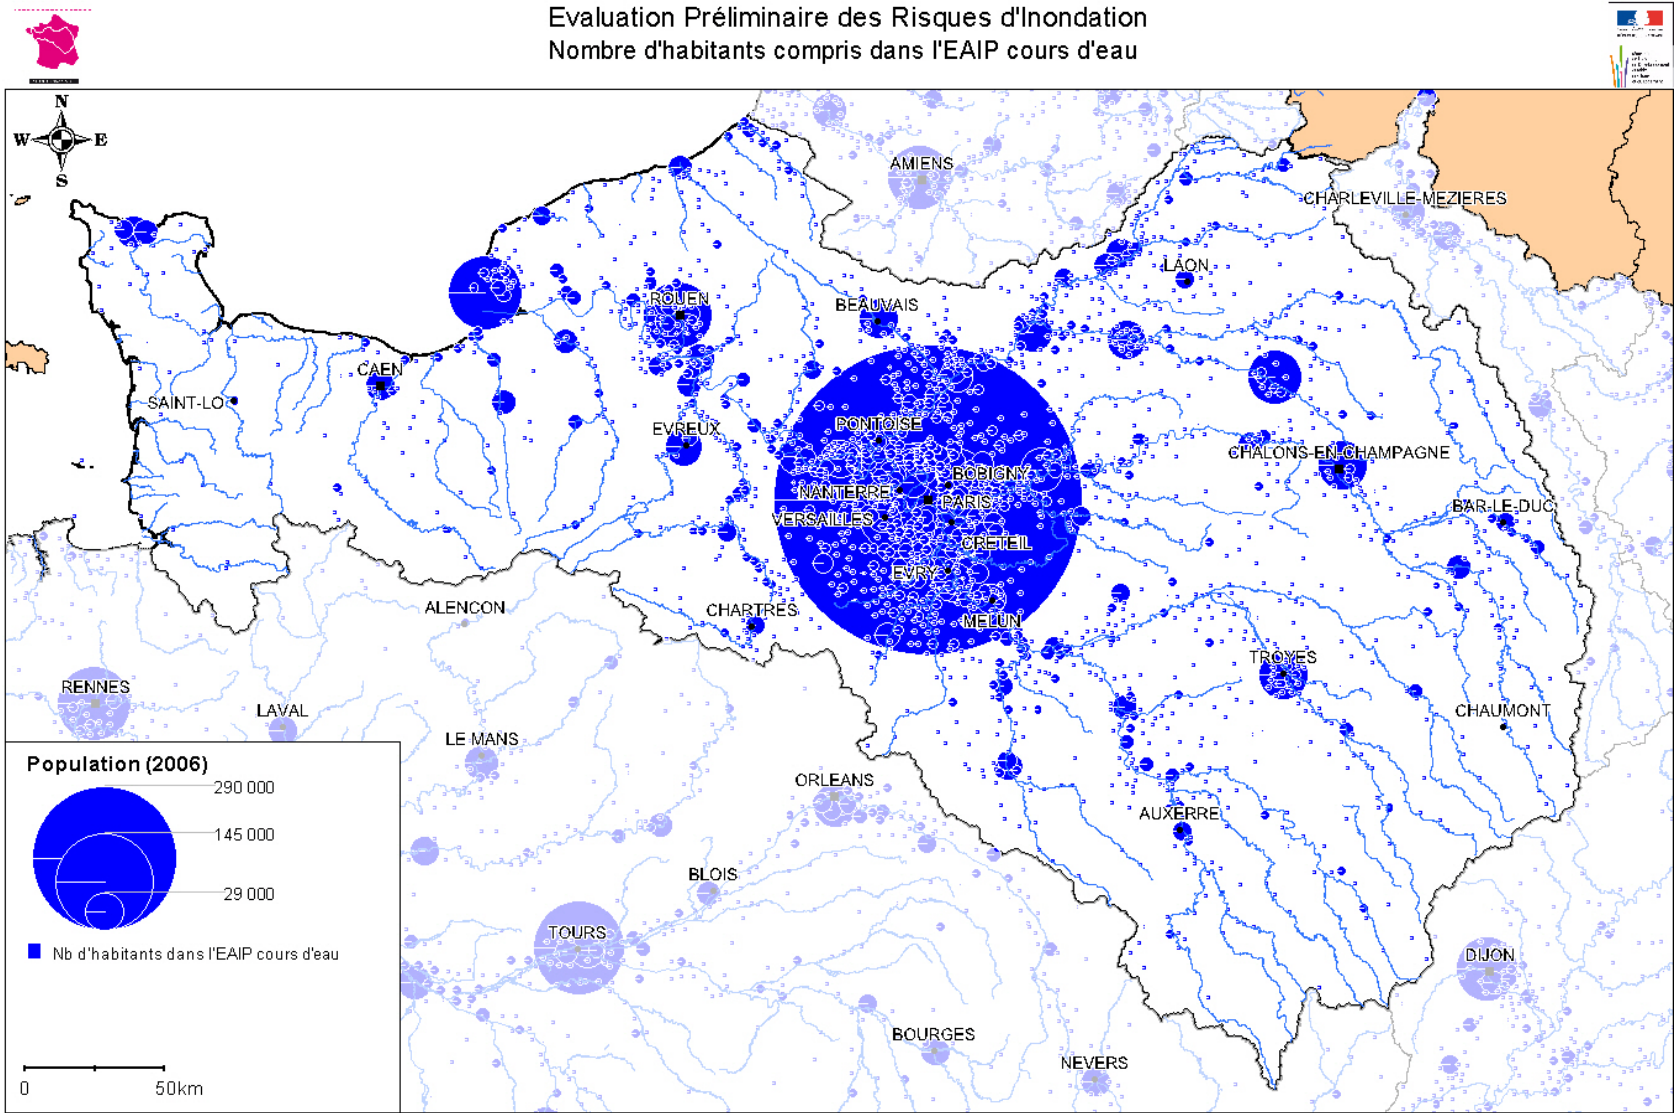 Evaluation Préliminaire des Risques d'Inondation
Nombre d'habitants compris dans l'EAIP cours d'eau
N
W E
S
AMIENS
CHARLEVILLE-MEZIERES
LAON
ROUEN
BEAUVAIS
CAEN
SAINT-LO
EVREUX
PONTOISE
CHALONS-EN-CHAMPAGNE
BOBIGNY
NANTERRE
PARIS
BAR-LE-DUC
VERSAILLES
CRETEIL
EVRY
ALENCON
CHARTRES
MELUN
TROYES
RENNES
LAVAL
CHAUMONT
LE MANS
ORLEANS
AUXERRE
BLOIS
TOURS
DIJON
BOURGES
NEVERS
Population (2006)
290 000
145 000
29 000
Nb d'habitants dans l'EAIP cours d'eau
0 50km